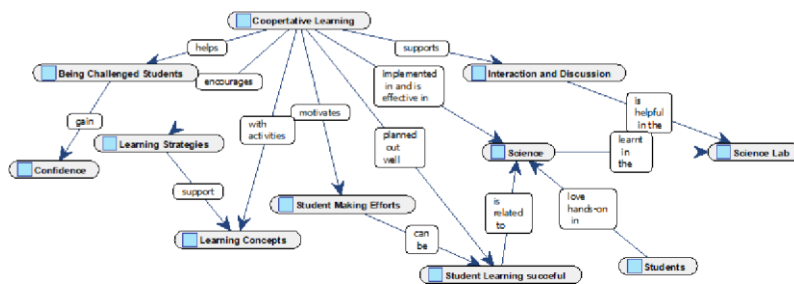 Coopertative Learning
helps
supports
Being Challenged Students
encourages
implemented
in and is
effective in
Interaction and Discussion
gain
with
activities
motivates
planned
out
well
is
helpful
in the
learnt
in
the
Learning Strategies
Science
Science Lab
Confidence
support
Student Making Efforts
is
related
to
love
hands-on
in
Learning Concepts
can
be
Student Learning succeful
Students